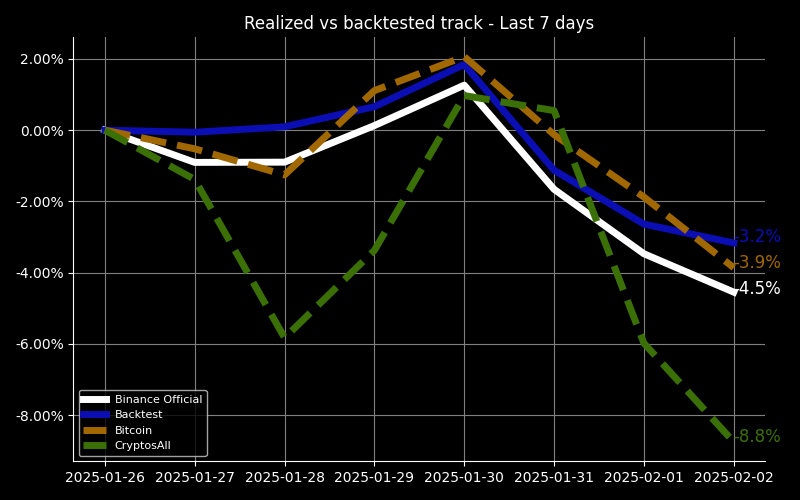 Realized vs backtested track - Last 7 days
2.00%
0.00%
-2.00%
-4.00%
-6.00%
-8.00%
-3.2%
-3.9%
-4.5%
-8.8%
Binance Official
Backtest
Bitcoin
CryptosAll
2025-01-26 2025-01-27 2025-01-28 2025-01-29 2025-01-30 2025-01-31 2025-02-01 2025-02-02